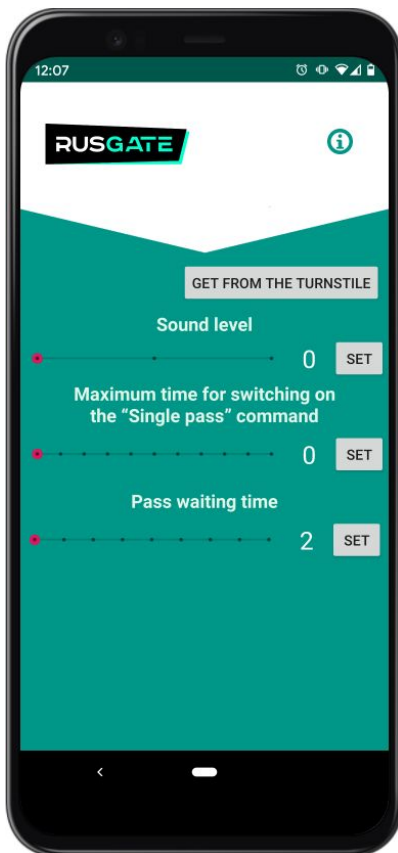 12:07
RUSGATE
GET FROM THE TURNSTILE
Sound level
0 SET
Maximum time for switching on
the “Single pass” command
0 SET
Pass waiting time
2 SET